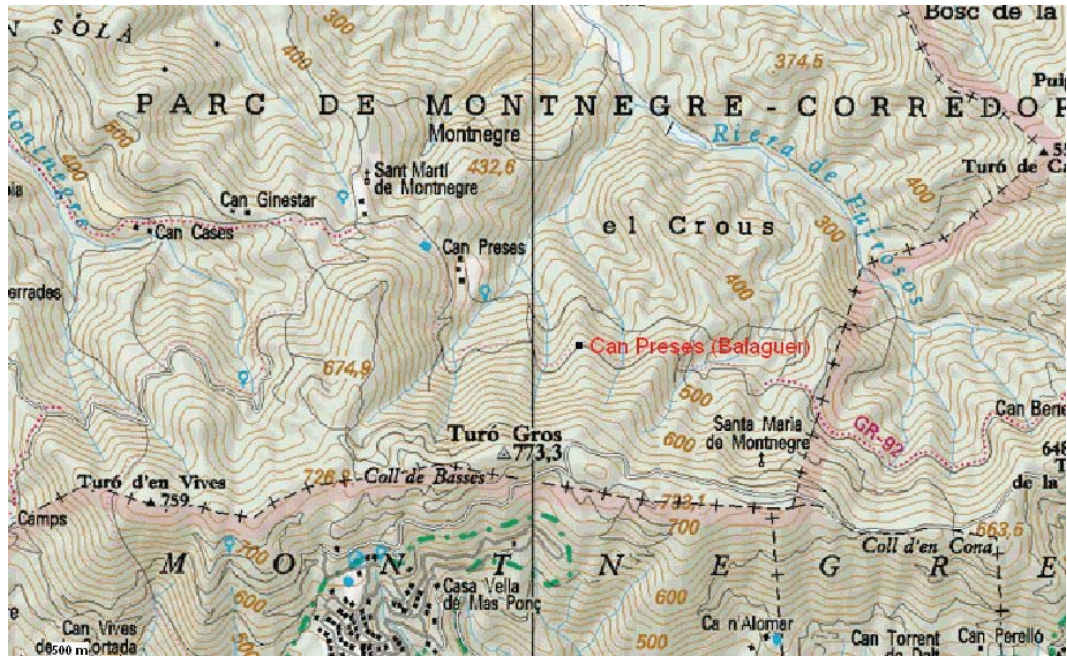 N SOLÀ
300
400
374,5
Bosc de la
PARC DE MONTNEGRE-CORREDOR
Puig
500
400
Montnegre
432,6
Sant Martí
de Montnegre
Riera de Fuirosos
Turó de Ca
400
300
Montnegre
Can Ginestar
Can Cases
Can Preses
el Crous
errades
400
Can Preses (Balaguer)
674,9
500
600
Santa Maria
de Montnegre
GR-92
Can Bene
648
de la
Turó Gros
773,3
726,8
Coll de Basses
Turó d'en Vives
759
Camps
733,1
700
663,6
Coll d'en Cona
MONTNEGRE
700
600
Casa Vella
de Mas Ponç
600
500
Ca n'Alomar
Can Vives
de Cortada
Can Torrent
de Dalt
Can Perelló
500 m